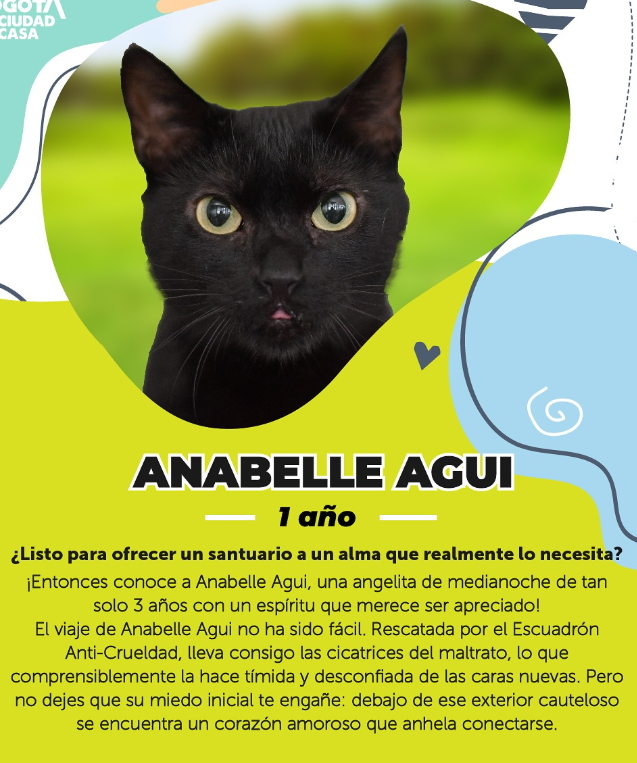 CIUDAD
CASA
ANABELLE AGUI
1 año
¿Listo para ofrecer un santuario a un alma que realmente lo necesita?
¡Entonces conoce a Anabelle Agui, una angelita de medianoche de tan
solo 3 años con un espíritu que merece ser apreciado!
El viaje de Anabelle Agui no ha sido fácil. Rescatada por el Escuadrón
Anti-Crueldad, lleva consigo las cicatrices del maltrato, lo que
comprensiblemente la hace tímida y desconfiada de las caras nuevas. Pero
no dejes que su miedo inicial te engañe: debajo de ese exterior cauteloso
se encuentra un corazón amoroso que anhela conectarse.